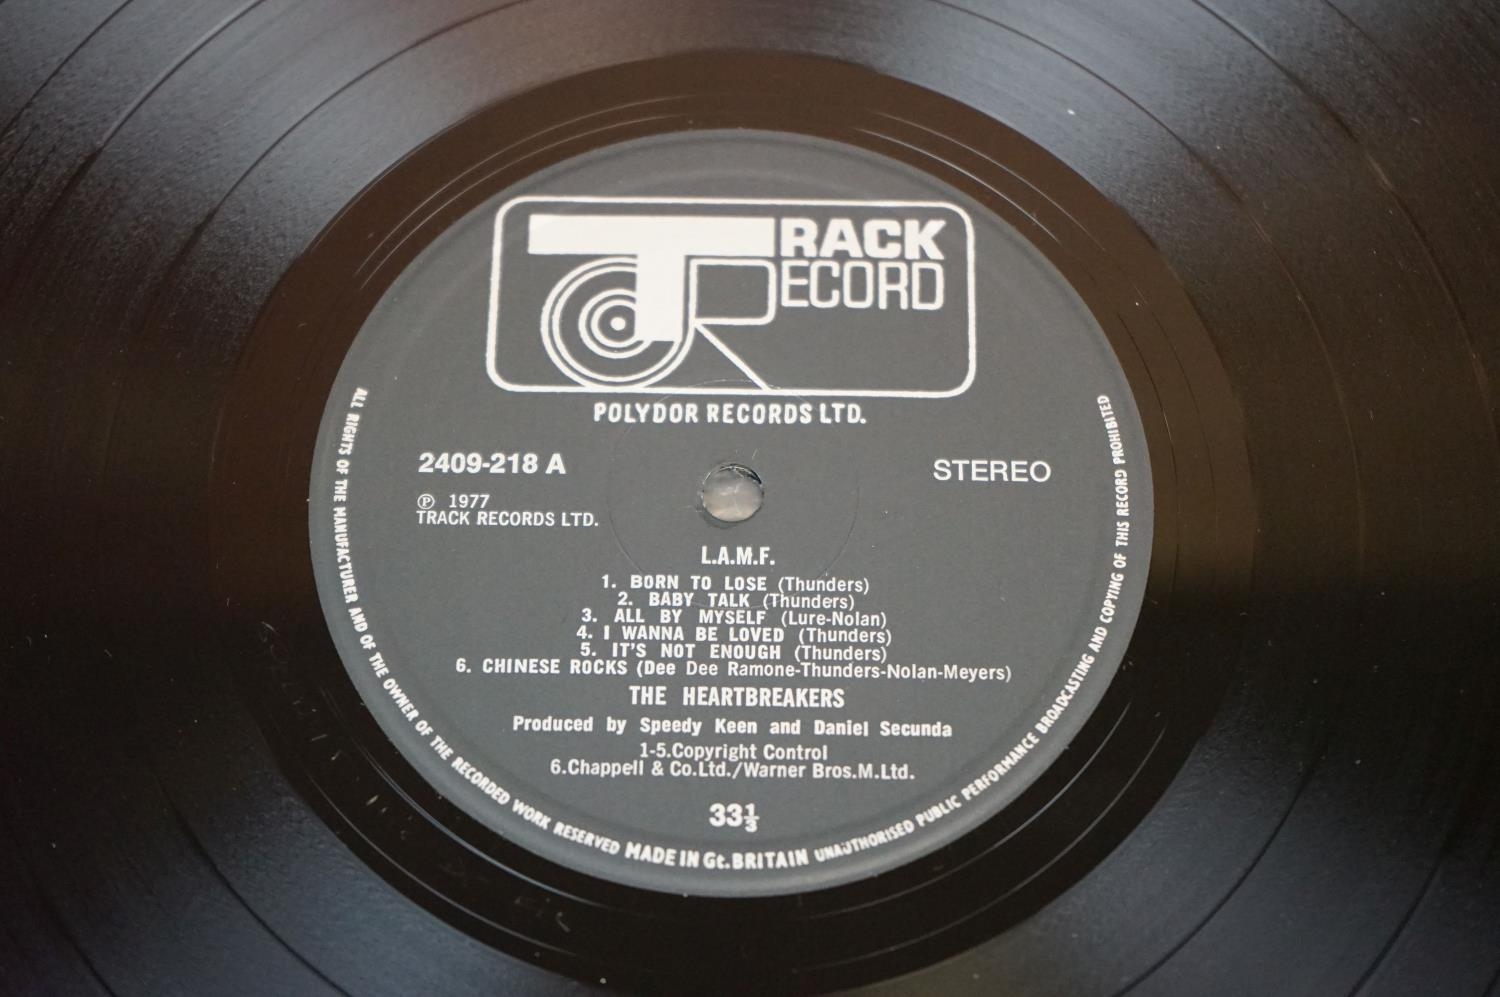 TRACK
RECORD
POLYDOR RECORDS LTD.
2409-218 A
STEREO
℗ 1977
TRACK RECORDS LTD.
L.A.M.F.
1. BORN TO LOSE (Thunders)
2. BABY TALK (Thunders)
3. ALL BY MYSELF (Lure-Nolan)
4. I WANNA BE LOVED (Thunders)
5. IT'S NOT ENOUGH (Thunders)
6. CHINESE ROCKS (Dee Dee Ramone-Thunders-Nolan-Meyers)
THE HEARTBREAKERS
Produced by Speedy Keen and Daniel Secunda
1-5.Copyright Control
6.Chappell & Co.Ltd./Warner Bros.M.Ltd.
33⅓
ALL RIGHTS OF THE MANUFACTURER AND OF THE OWNER OF THE RECORDED WORK RESERVED MADE IN Gt.BRITAIN UNAUTHORISED PUBLIC PERFORMANCE BROADCASTING AND COPYING OF THIS RECORD PROHIBITED